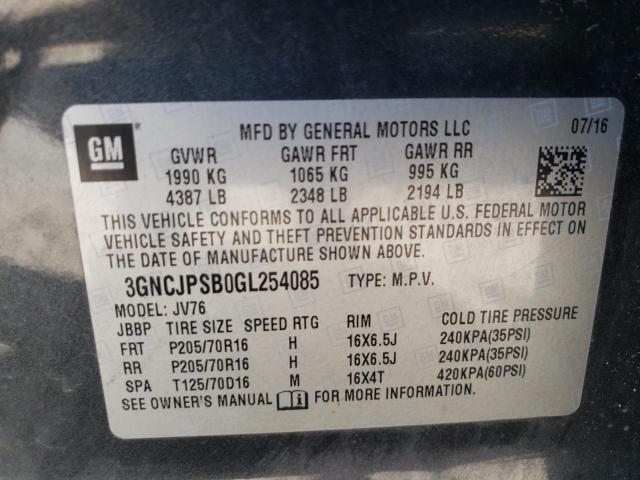 GM
MFD BY GENERAL MOTORS LLC 07/16
GVWR GAWR FRT GAWR RR
1990 KG 1065 KG 995 KG
4387 LB 2348 LB 2194 LB
THIS VEHICLE CONFORMS TO ALL APPLICABLE U.S. FEDERAL MOTOR
VEHICLE SAFETY AND THEFT PREVENTION STANDARDS IN EFFECT ON
THE DATE OF MANUFACTURE SHOWN ABOVE.
3GNCJPSB0GL254085 TYPE: M.P.V.
MODEL: JV76
JBBP TIRE SIZE SPEED RTG RIM COLD TIRE PRESSURE
FRT P205/70R16 H 16X6.5J 240KPA(35PSI)
RR P205/70R16 H 16X6.5J 240KPA(35PSI)
SPA T125/70D16 M 16X4T 420KPA(60PSI)
SEE OWNER'S MANUAL FOR MORE INFORMATION.